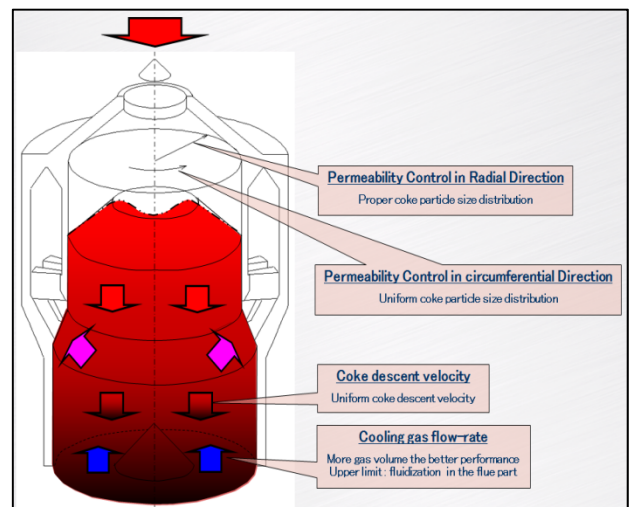 Permeability Control in Radial Direction
Proper coke particle size distribution
Permeability Control in circumferential Direction
Uniform coke particle size distribution
Coke descent velocity
Uniform coke descent velocity
Cooling gas flow-rate
More gas volume the better performance
Upper limit : fluidization in the flue part